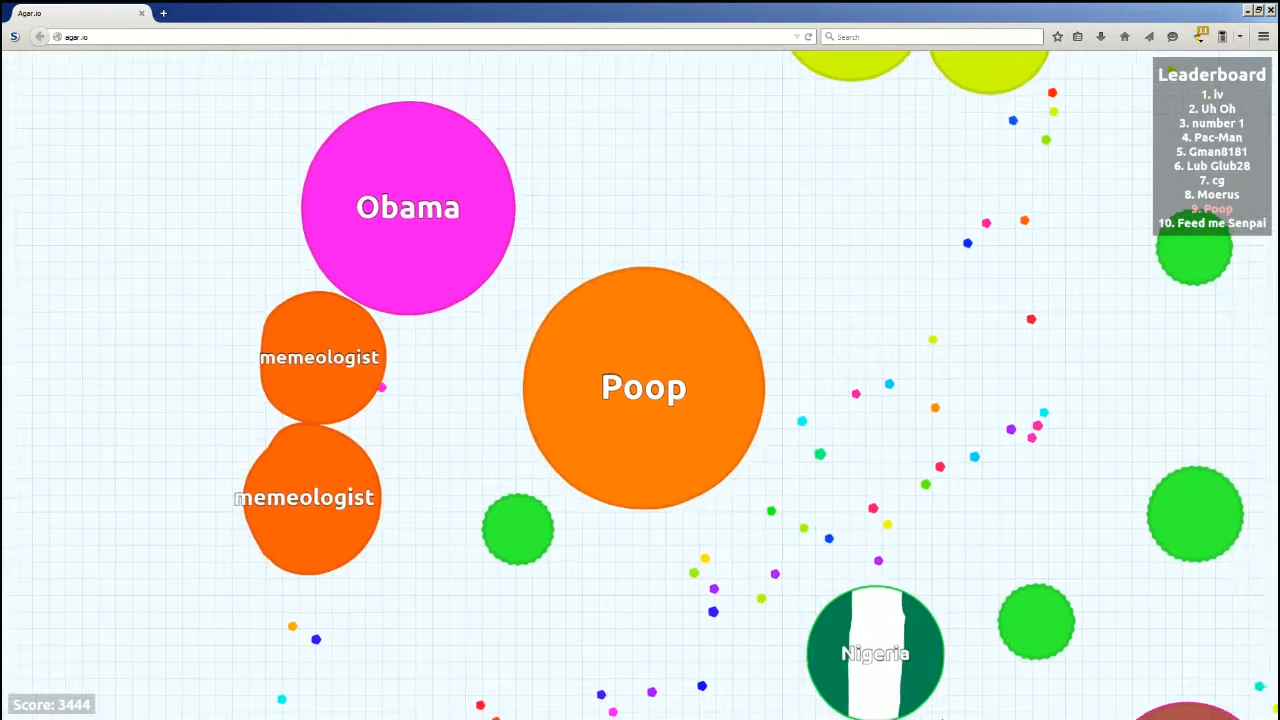 Agar.io
agar.io
Search
11
Leaderboard
1. iv
2. Uh Oh
3. number 1
4. Pac-Man
5. Gman8181
6. Lub Glub28
7. cg
8. Moerus
9. Poop
10. Feed me Senpai
Obama
memeologist
Poop
memeologist
Nigeria
Score: 3444